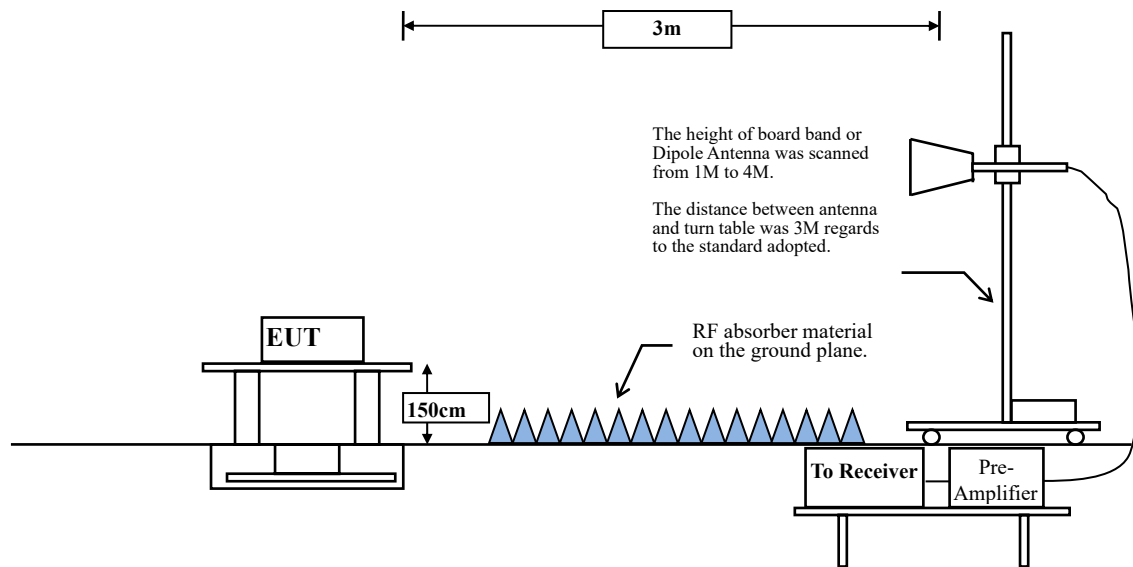 3m
The height of board band or
Dipole Antenna was scanned
from 1M to 4M.
The distance between antenna
and turn table was 3M regards
to the standard adopted.
EUT
RF absorber material
on the ground plane.
150cm
To Receiver
Pre-
Amplifier